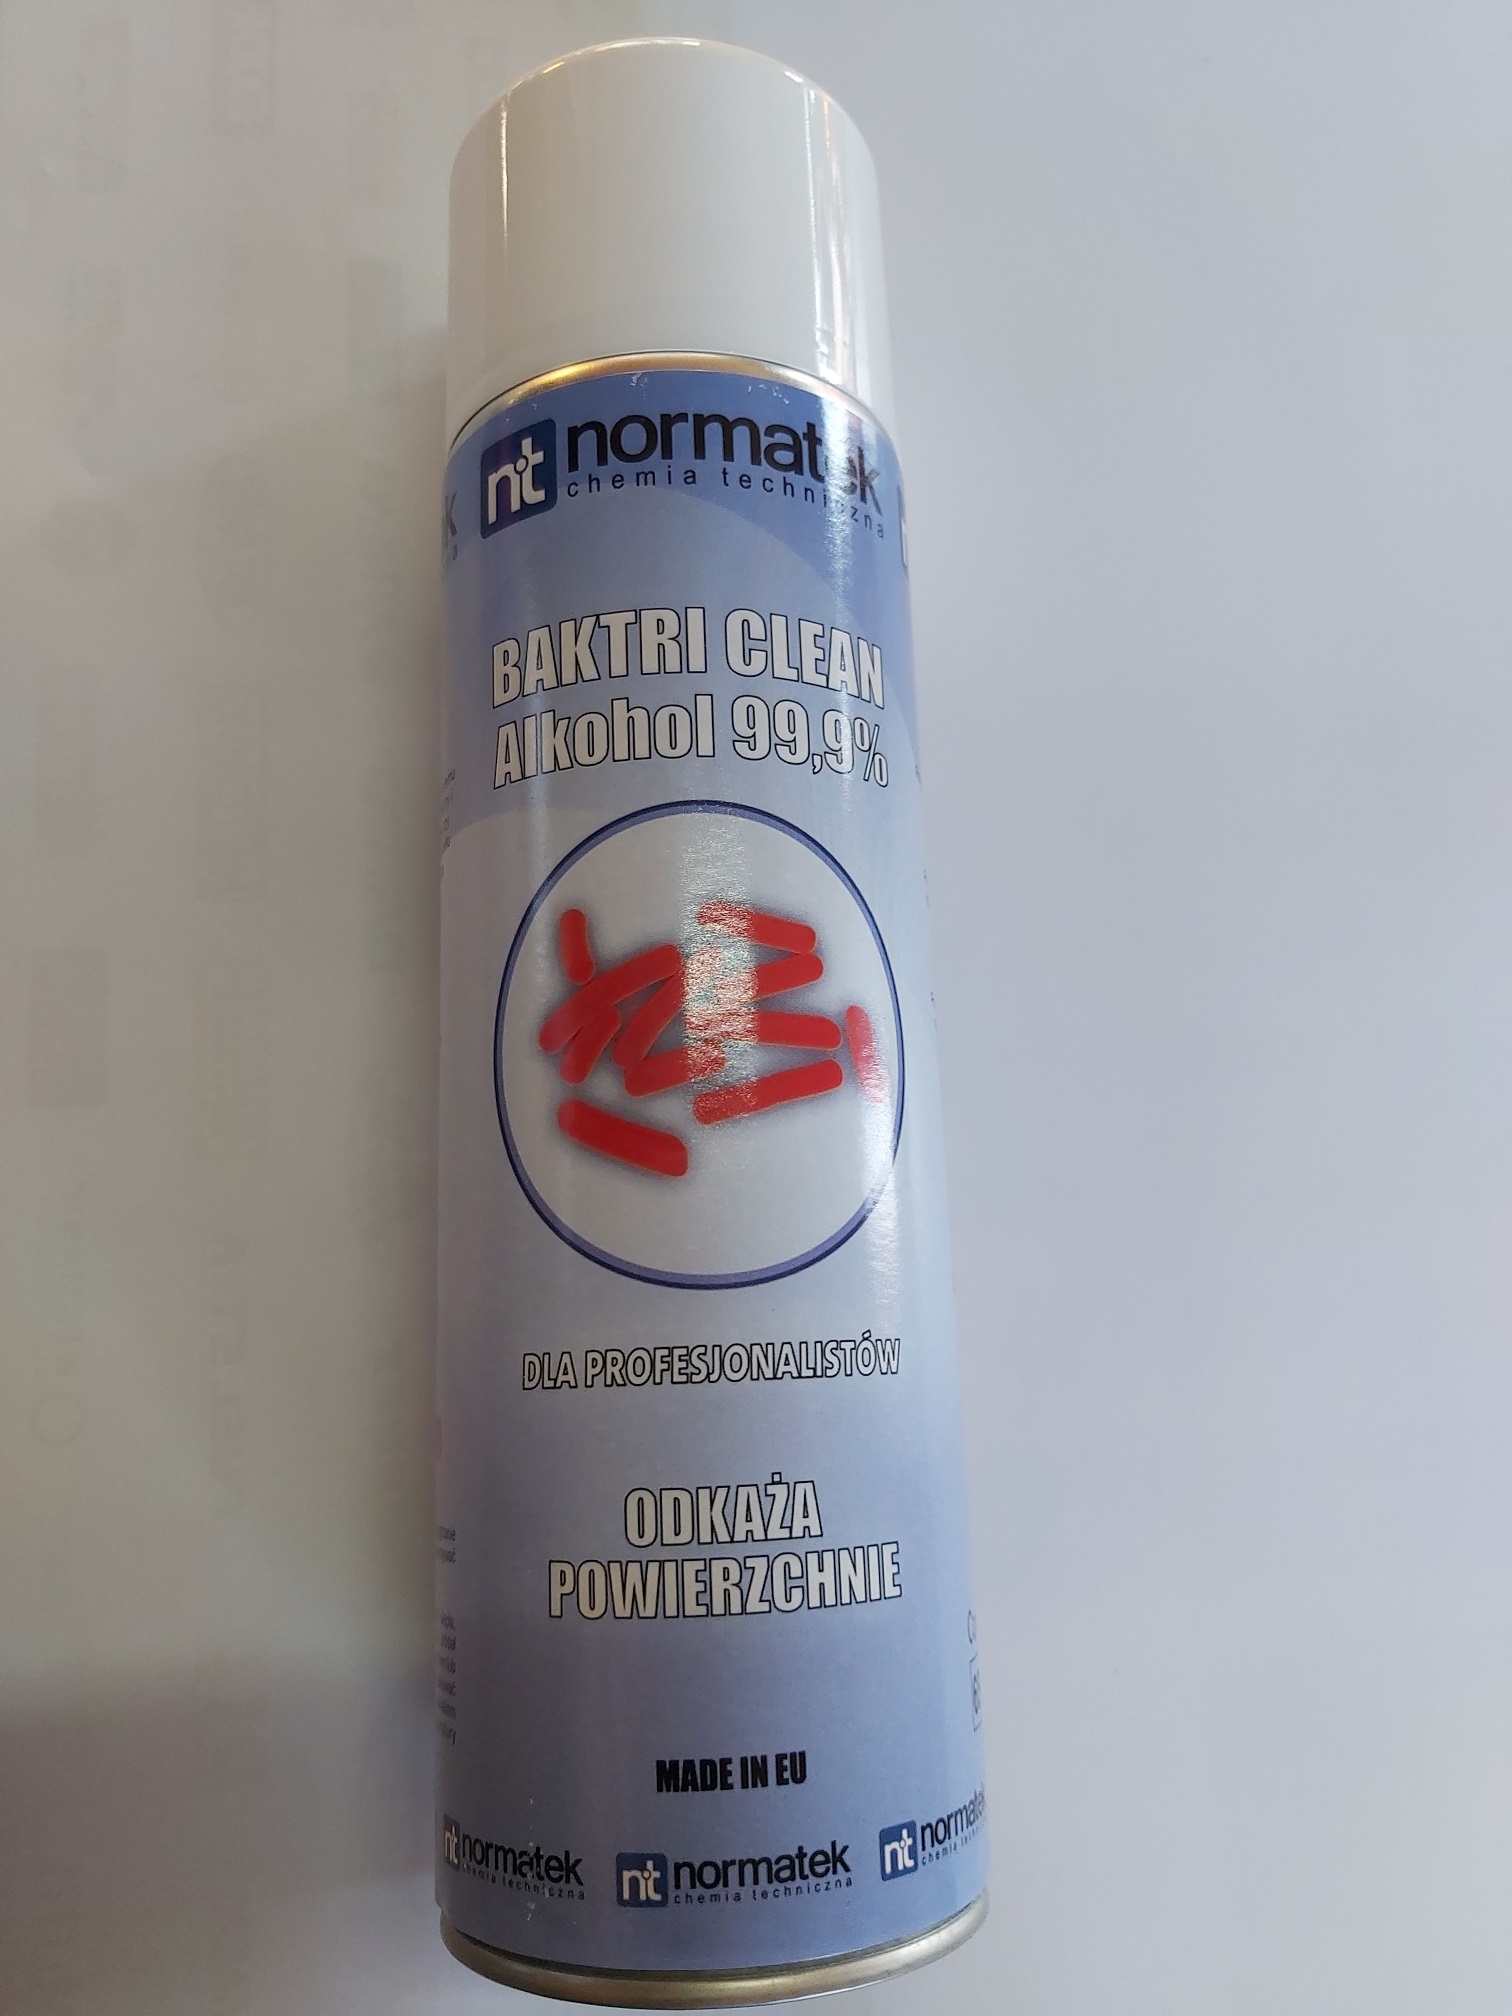 nt normatek
chemia techniczna
BAKTRI CLEAN
Alkohol 99,9%
DLA PROFESJONALISTÓW
ODKAŻA
POWIERZCHNIE
MADE IN EU
nt normatek
chemia techniczna
nt normatek
chemia techniczna
nt normatek
chemia